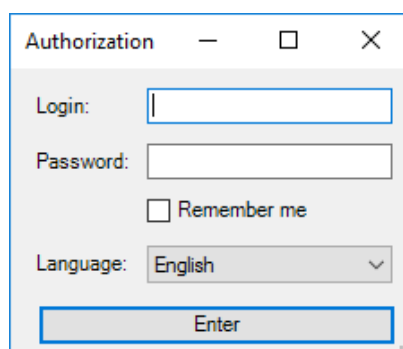 Authorization
Login:
Password:
Remember me
Language: English
Enter